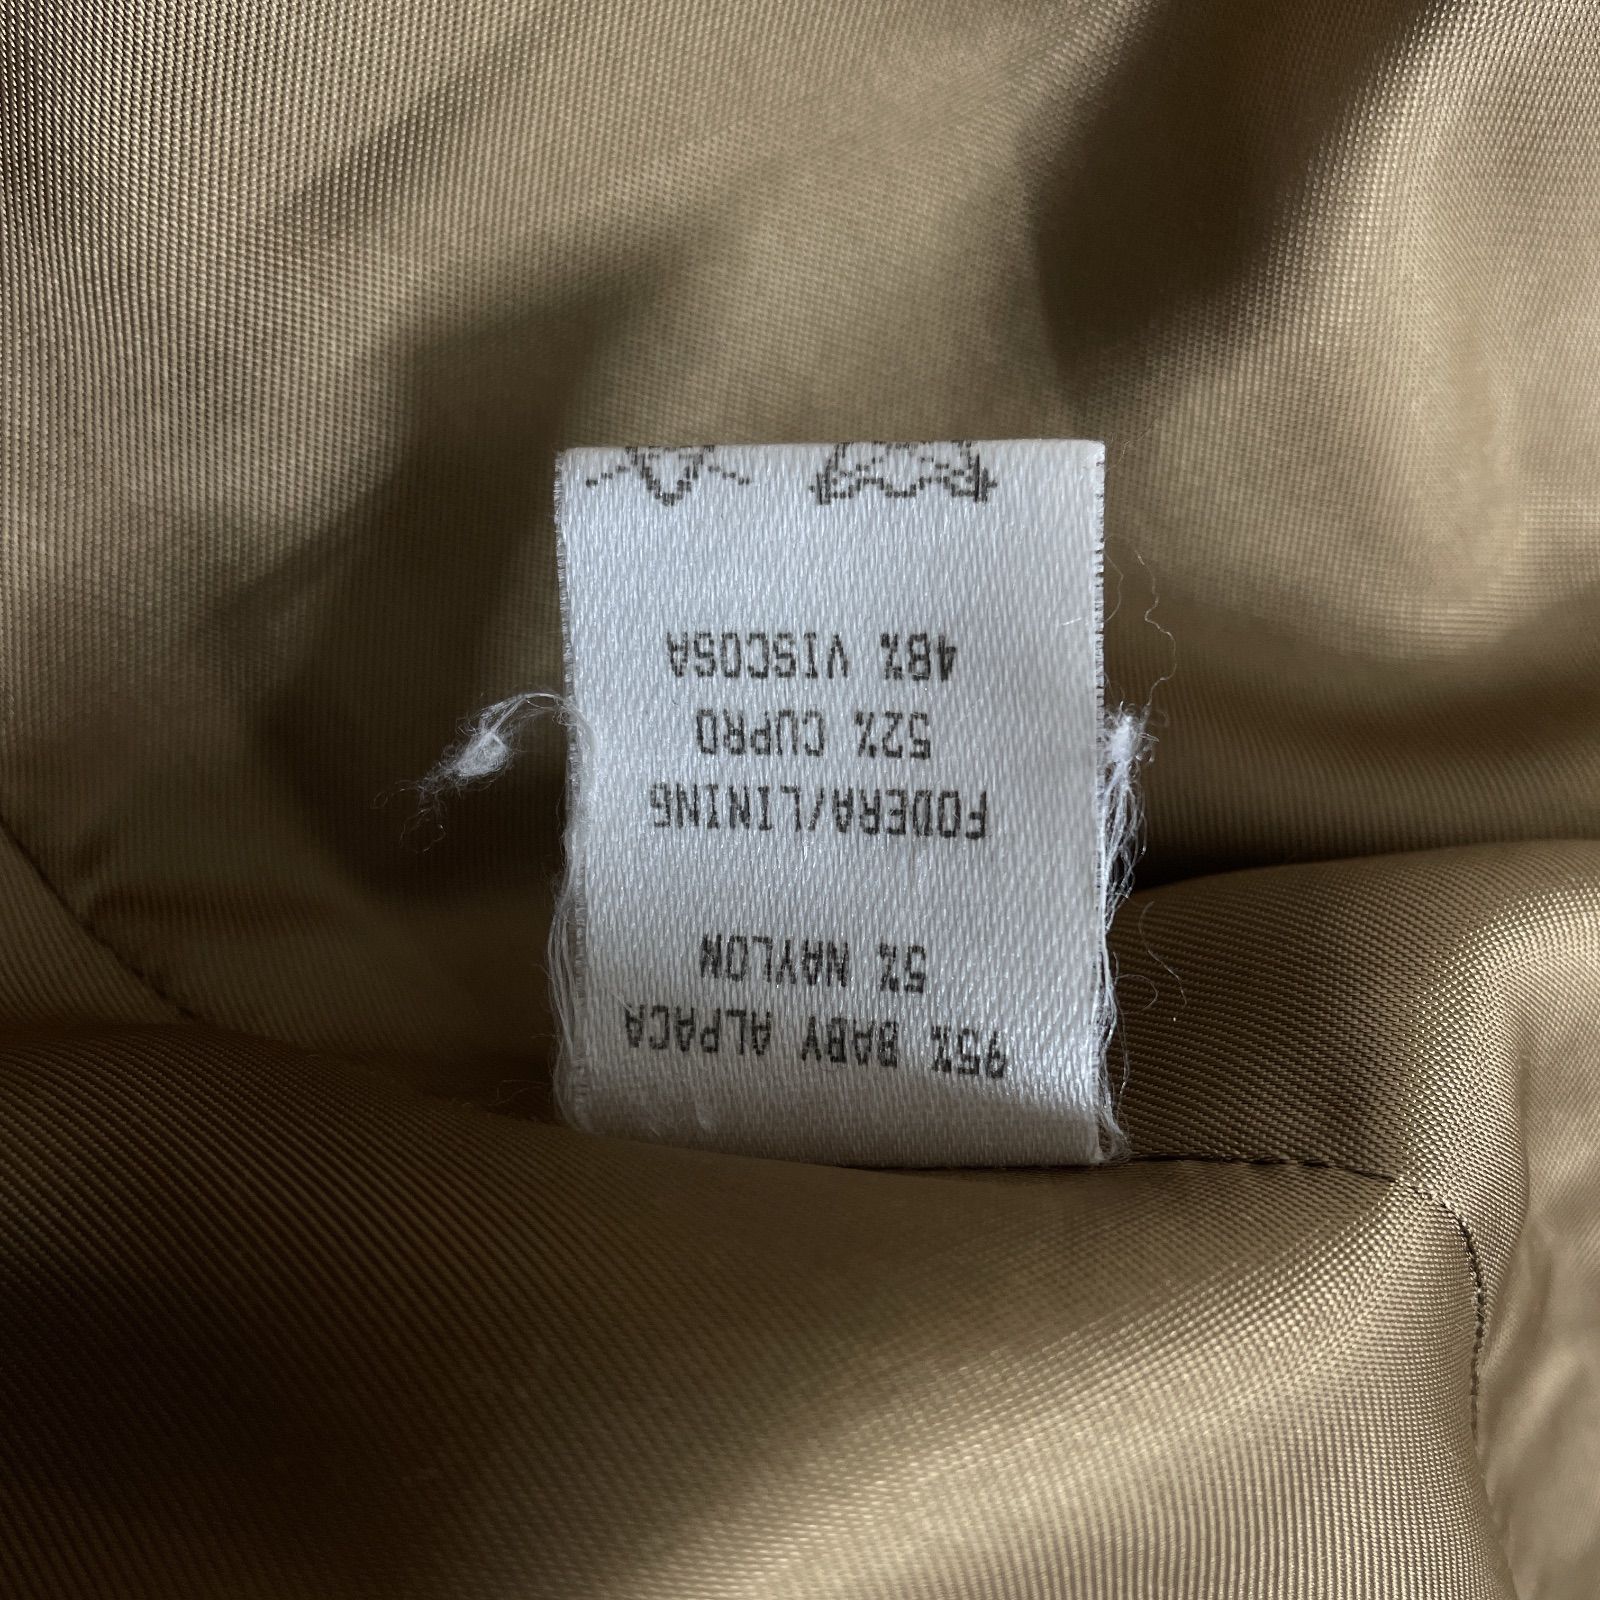 95% BABY ALPACA
5% NAYLON
FODERA/LINING
52% CUPRO
48% VISCOSA